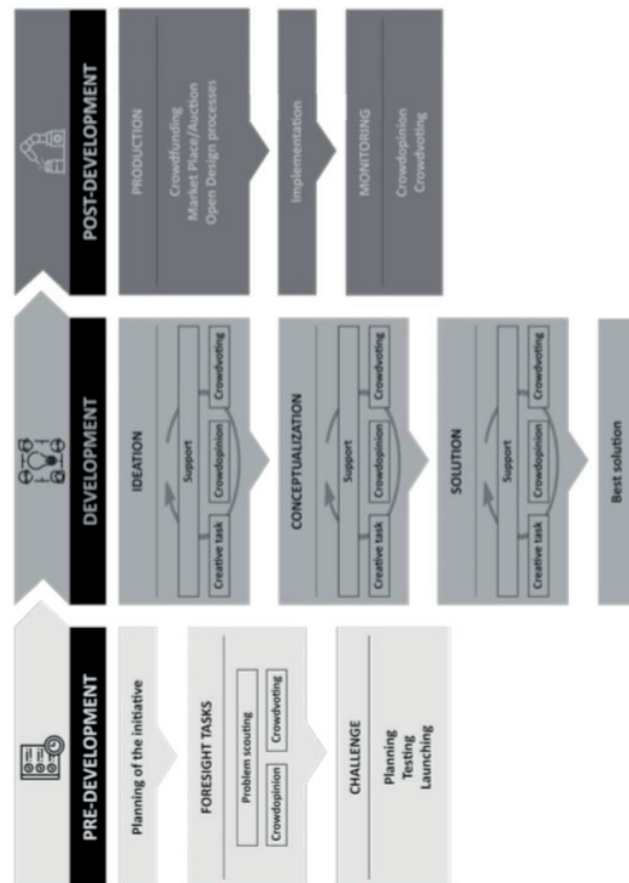 PRE-DEVELOPMENT
Planning of the initiative
FORESIGHT TASKS
Problem scouting
Crowdopinion
Crowdvoting
CHALLENGE
Planning
Testing
Launching
DEVELOPMENT
IDEATION
Support
Creative task
Crowdopinion
Crowdvoting
CONCEPTUALIZATION
Support
Creative task
Crowdopinion
Crowdvoting
SOLUTION
Support
Creative task
Crowdopinion
Crowdvoting
Best solution
POST-DEVELOPMENT
PRODUCTION
Crowdfunding
Market Place/Auction
Open Design processes
Implementation
MONITORING
Crowdopinion
Crowdvoting